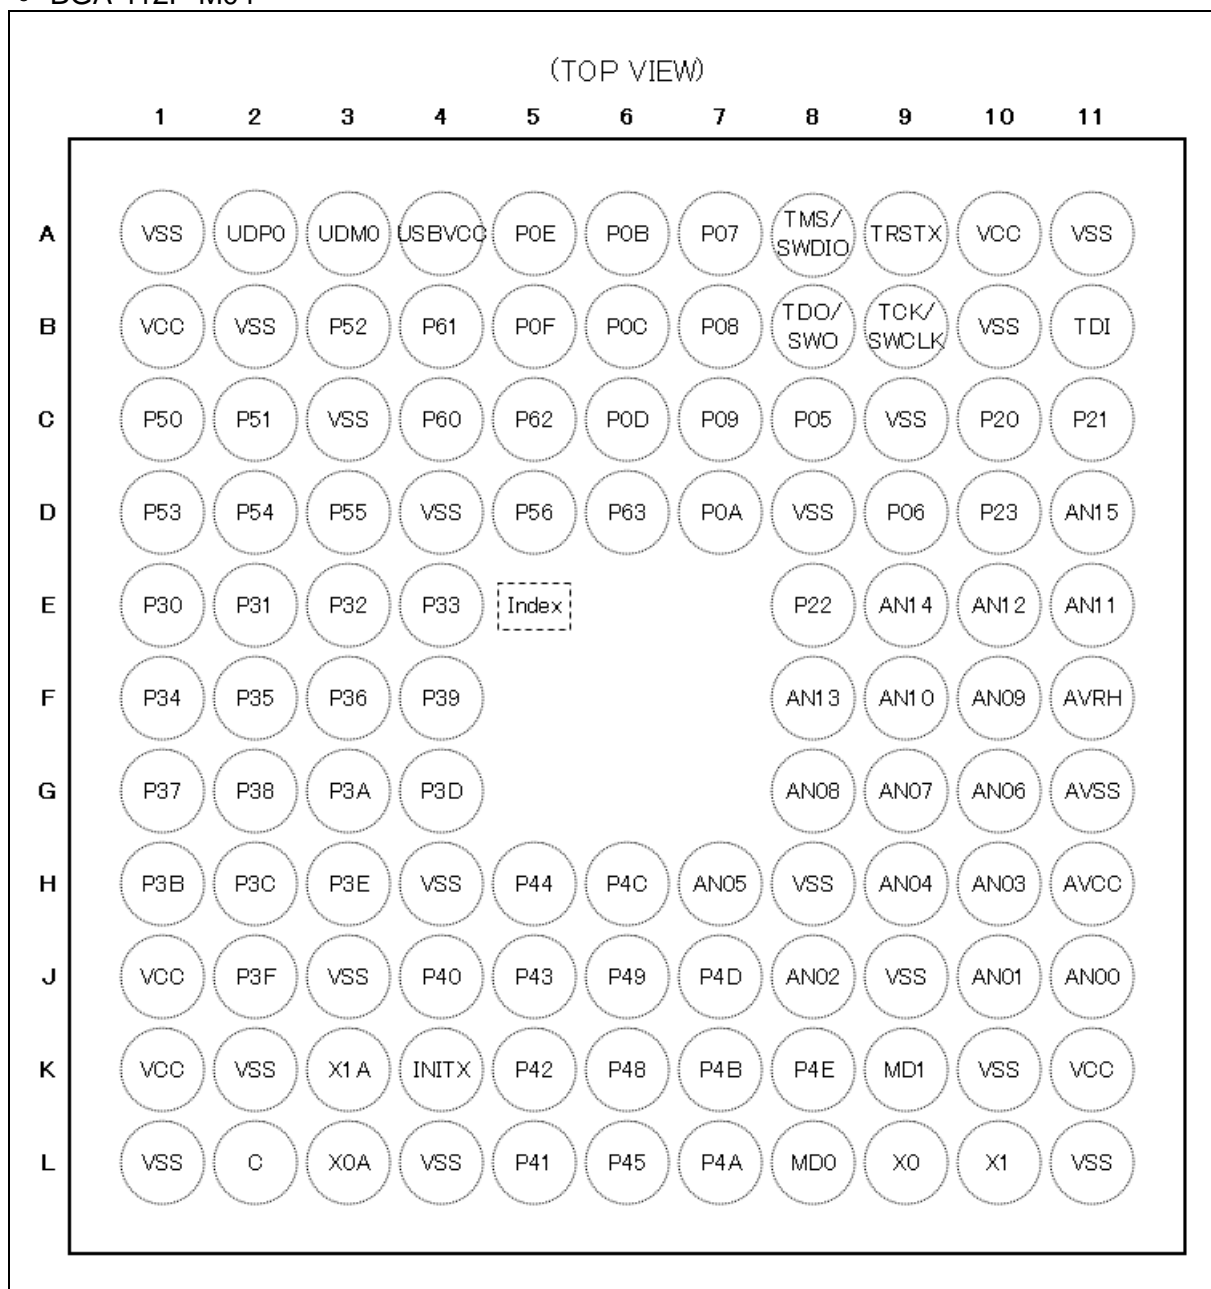 (TOP VIEW)
1 2 3 4 5 6 7 8 9 10 11
A VSS UDP0 UDM0 USBVCC P0E P0B P07 TMS/SWDIO TRSTX VCC VSS
B VCC VSS P52 P61 P0F P0C P08 TDO/SWO TCK/SWCLK VSS TDI
C P50 P51 VSS P60 P62 P0D P09 P05 VSS P20 P21
D P53 P54 P55 VSS P56 P63 P0A VSS P06 P23 AN15
E P30 P31 P32 P33 Index P22 AN14 AN12 AN11
F P34 P35 P36 P39 AN13 AN10 AN09 AVRH
G P37 P38 P3A P3D AN08 AN07 AN06 AVSS
H P3B P3C P3E VSS P44 P4C AN05 VSS AN04 AN03 AVCC
J VCC P3F VSS P40 P43 P49 P4D AN02 VSS AN01 AN00
K VCC VSS X1A INITX P42 P48 P4B P4E MD1 VSS VCC
L VSS C X0A VSS P41 P45 P4A MD0 X0 X1 VSS